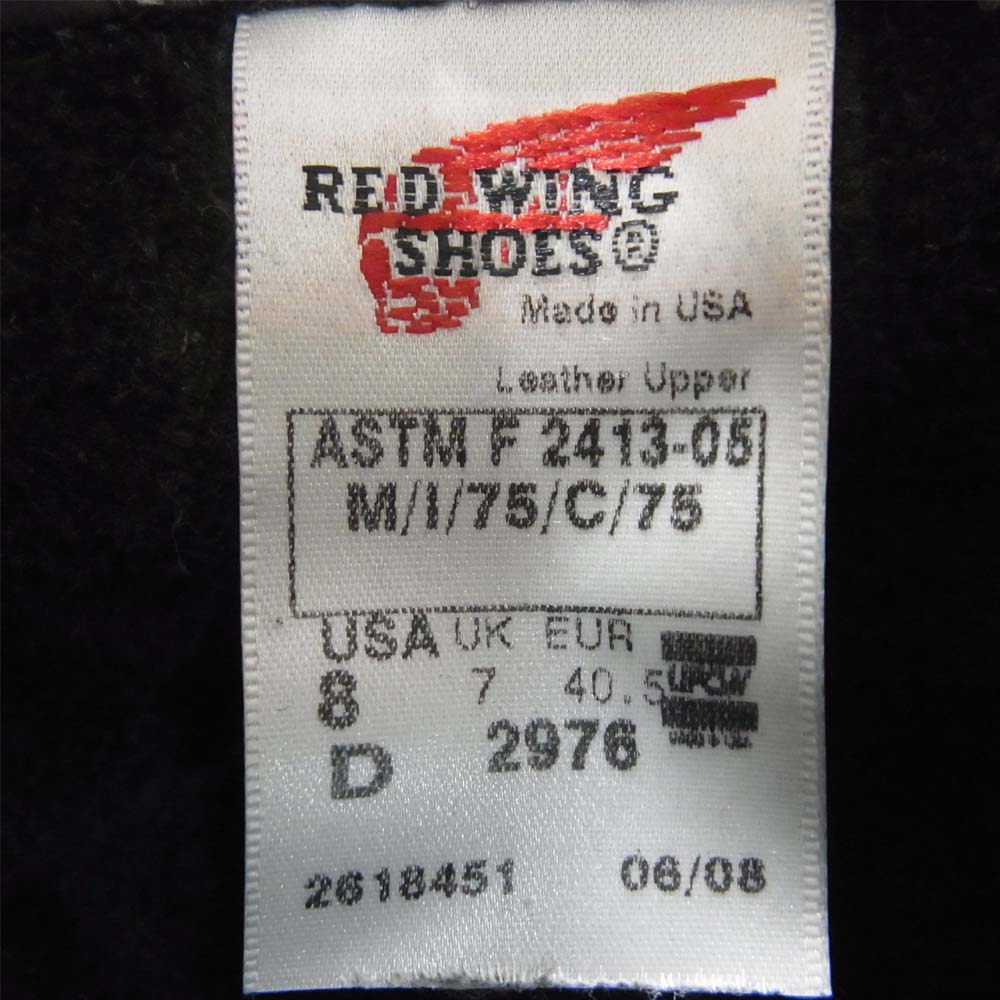 RED WING
SHOES®
Made in USA
Leather Upper
ASTM F 2413-05
M/I/75/C/75
USA UK EUR
8 7 40.5
D 2976
2618451 06/08